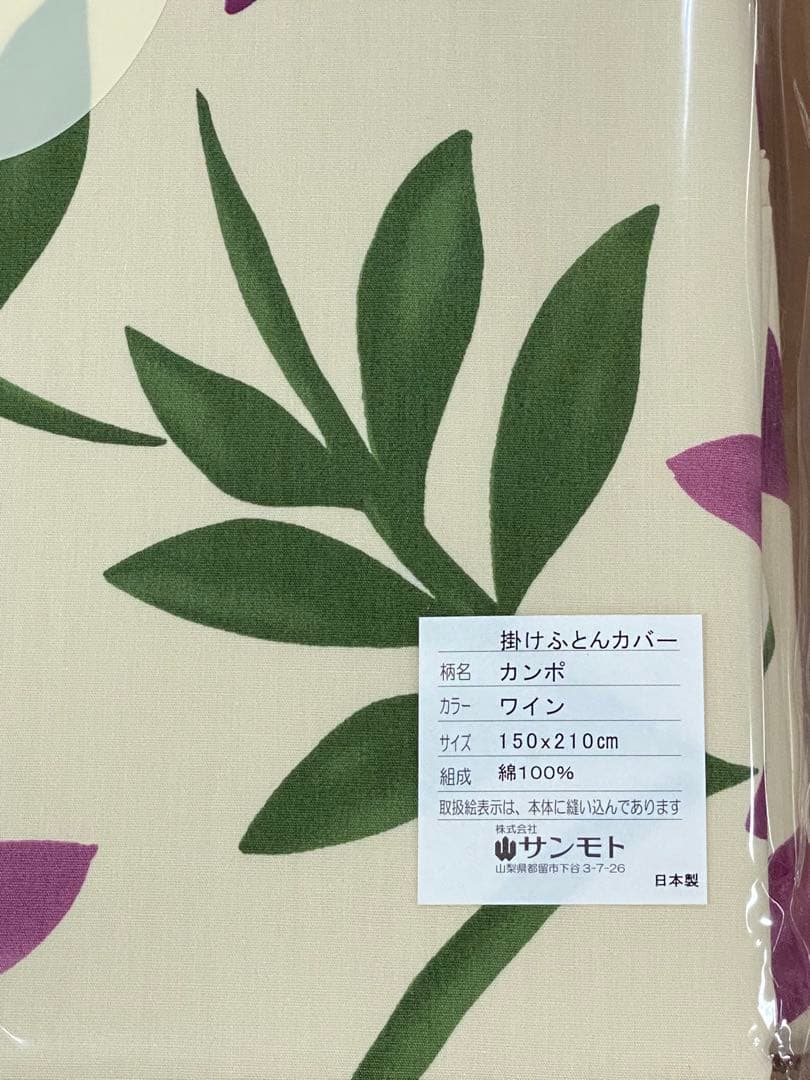 掛けふとんカバー
柄名 カンポ
カラー ワイン
サイズ 150x210cm
組成 綿100%
取扱絵表示は、本体に縫い込んであります
株式会社
サンモト
山梨県都留市下谷3-7-26
日本製